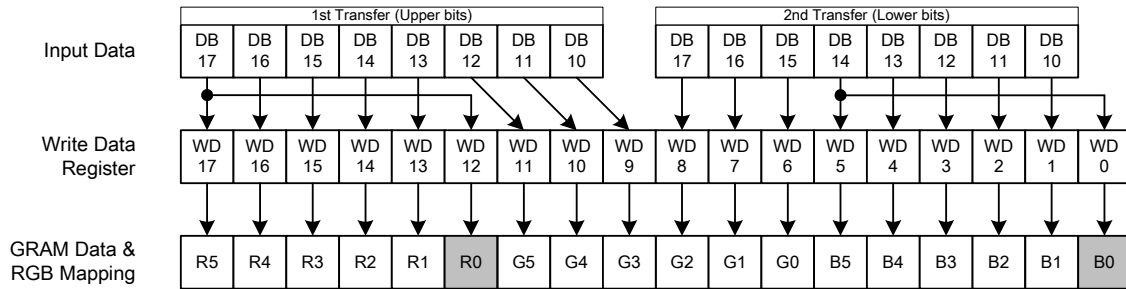 1st Transfer (Upper bits) 2nd Transfer (Lower bits)
Input Data DB 17 DB 16 DB 15 DB 14 DB 13 DB 12 DB 11 DB 10 DB 17 DB 16 DB 15 DB 14 DB 13 DB 12 DB 11 DB 10
Write Data Register WD 17 WD 16 WD 15 WD 14 WD 13 WD 12 WD 11 WD 10 WD 9 WD 8 WD 7 WD 6 WD 5 WD 4 WD 3 WD 2 WD 1 WD 0
GRAM Data & RGB Mapping R5 R4 R3 R2 R1 R0 G5 G4 G3 G2 G1 G0 B5 B4 B3 B2 B1 B0